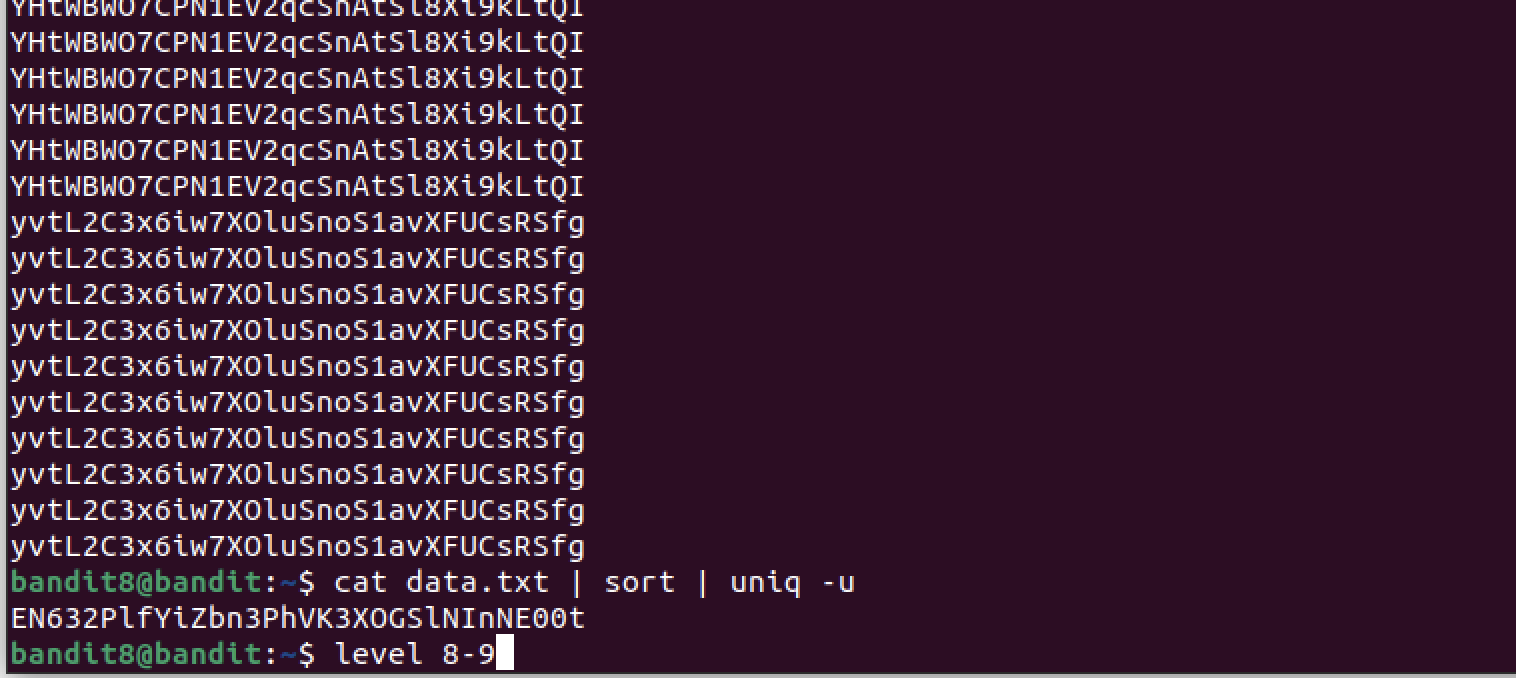 YHtWBWO7CPN1EV2qcSnAtSl8Xi9kLtQI
YHtWBWO7CPN1EV2qcSnAtSl8Xi9kLtQI
YHtWBWO7CPN1EV2qcSnAtSl8Xi9kLtQI
YHtWBWO7CPN1EV2qcSnAtSl8Xi9kLtQI
YHtWBWO7CPN1EV2qcSnAtSl8Xi9kLtQI
YHtWBWO7CPN1EV2qcSnAtSl8Xi9kLtQI
yvtL2C3x6iw7XOluSnoS1avXFUCsRSfg
yvtL2C3x6iw7XOluSnoS1avXFUCsRSfg
yvtL2C3x6iw7XOluSnoS1avXFUCsRSfg
yvtL2C3x6iw7XOluSnoS1avXFUCsRSfg
yvtL2C3x6iw7XOluSnoS1avXFUCsRSfg
yvtL2C3x6iw7XOluSnoS1avXFUCsRSfg
yvtL2C3x6iw7XOluSnoS1avXFUCsRSfg
yvtL2C3x6iw7XOluSnoS1avXFUCsRSfg
yvtL2C3x6iw7XOluSnoS1avXFUCsRSfg
yvtL2C3x6iw7XOluSnoS1avXFUCsRSfg
bandit8@bandit:~$ cat data.txt | sort | uniq -u
EN632PlfYiZbn3PhVK3XOGSlNInNE00t
bandit8@bandit:~$ level 8-9